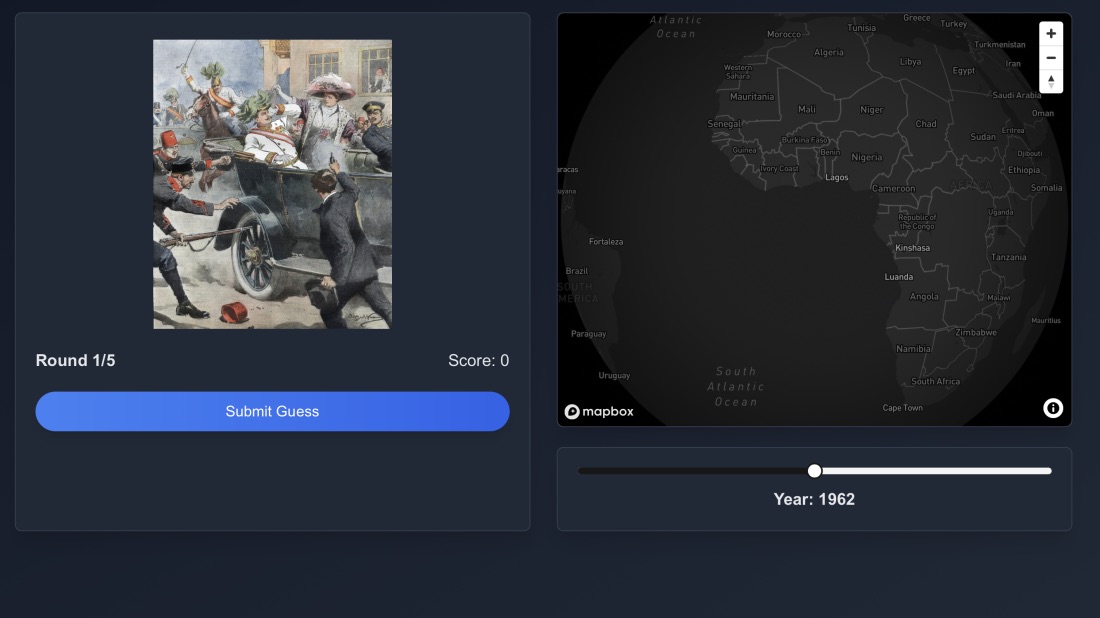 Round 1/5
Score: 0
Submit Guess
Atlantic
Ocean
Greece
Turkey
Tunisia
Morocco
Turkmenistan
Algeria
Iran
Libya
Egypt
Western
Sahara
Saudi Arabia
Mauritania
Mali
Niger
Oman
Senegal
Chad
Eritrea
Sudan
Burkina Faso
Guinea
Benin
Djibouti
Nigeria
Ivory Coast
Ethiopia
Lagos
Cameroon
Somalia
Uganda
Republic of
the Congo
Fortaleza
Kinshasa
Tanzania
Brazil
Luanda
SOUTH
MERICA
Angola
Malawi
Mauritius
Paraguay
Zimbabwe
Namibia
Uruguay
South
Atlantic
Ocean
South Africa
Cape Town
mapbox
Year: 1962